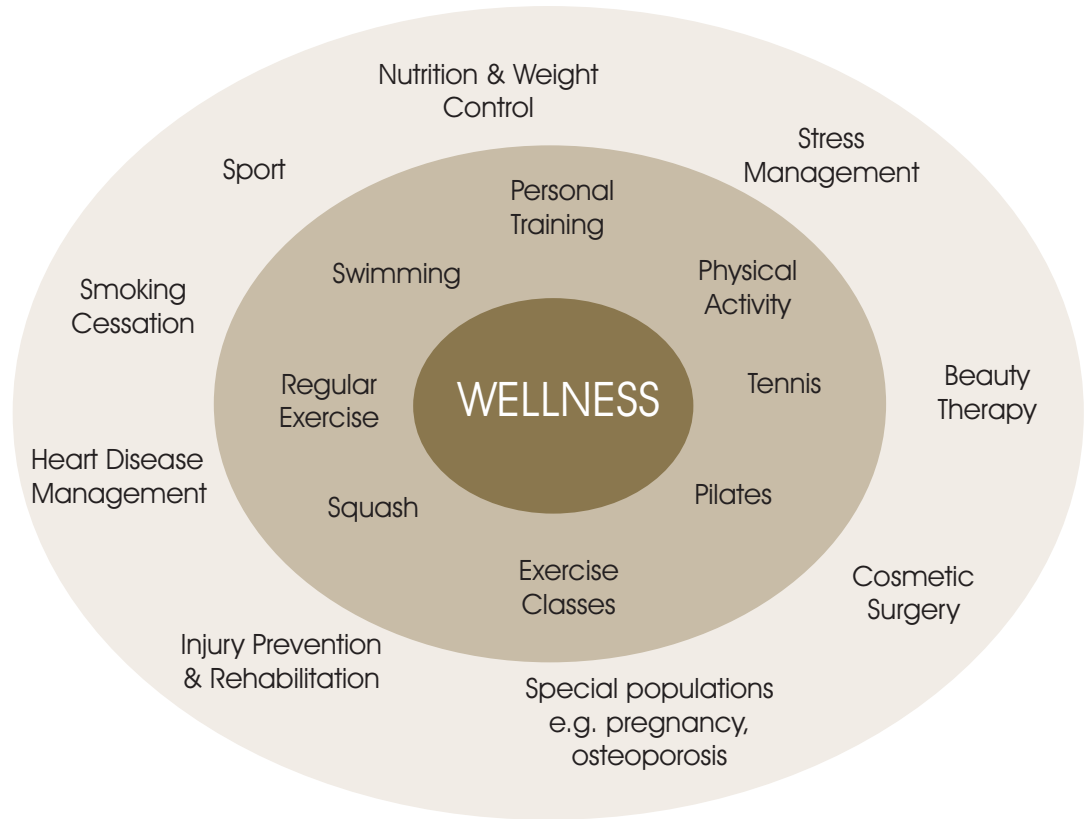 Nutrition & Weight
Control
Stress
Management
Sport
Personal
Training
Swimming
Physical
Activity
Smoking
Cessation
Regular
Exercise
WELLNESS
Tennis
Beauty
Therapy
Heart Disease
Management
Squash
Pilates
Exercise
Classes
Cosmetic
Surgery
Injury Prevention
& Rehabilitation
Special populations
e.g. pregnancy,
osteoporosis